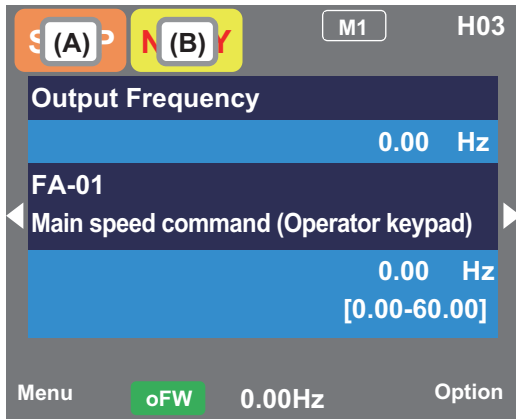 (A) (B) M1 H03
Output Frequency
0.00 Hz
FA-01
Main speed command (Operator keypad)
0.00 Hz
[0.00-60.00]
Menu oFW 0.00Hz Option